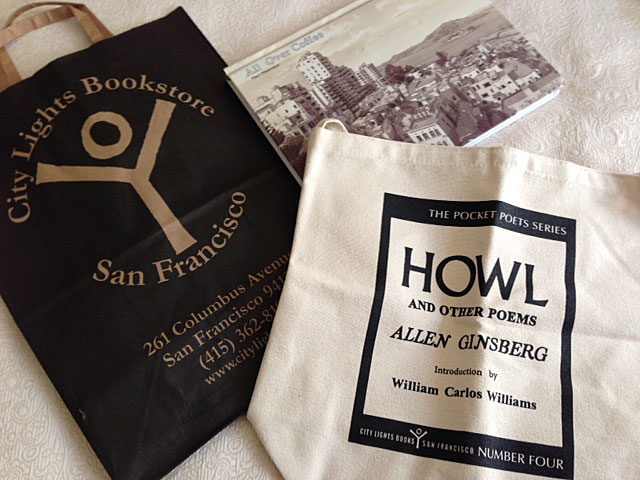 City Lights Bookstore
San Francisco
261 Columbus Avenue
San Francisco
(415) 362-
www.
All Over Coffee
THE POCKET POETS SERIES
HOWL
AND OTHER POEMS
ALLEN GINSBERG
Introduction by
William Carlos Williams
CITY LIGHTS BOOKS SAN FRANCISCO NUMBER FOUR